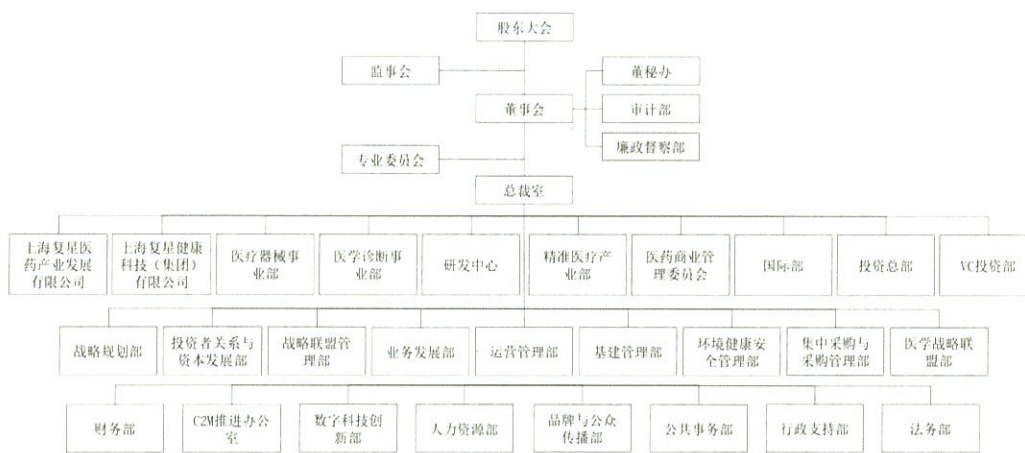 股东大会
监事会
董秘办
董事会
审计部
廉政督察部
专业委员会
总裁室
上海复星医
药产业发展
有限公司
上海复星健康
科技（集团）
有限公司
医疗器械事
业部
医学诊断事
业部
研发中心
精准医疗产
业部
医药商业管
理委员会
国际部
投资总部
VC投资部
战略规划部
投资者关系与
资本发展部
战略联盟管
理部
业务发展部
运营管理部
基建管理部
环境健康安
全管理部
集中采购与
采购管理部
医学战略联
盟部
财务部
C2M推进办公
室
数字科技创
新部
人力资源部
品牌与公众
传播部
公共事务部
行政支持部
法务部